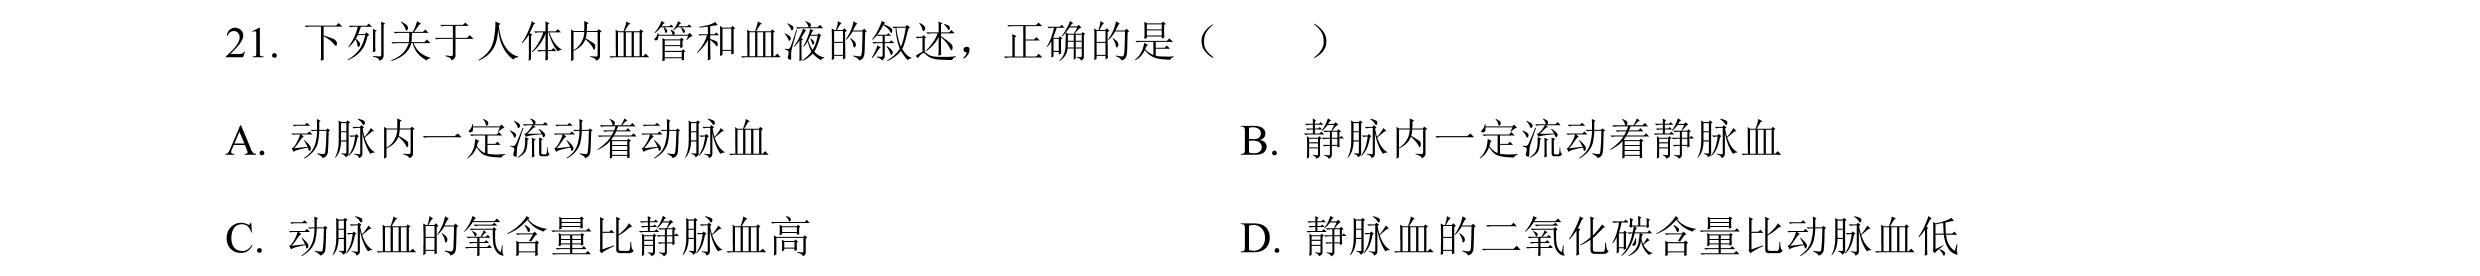 21. 下列关于人体内血管和血液的叙述，正确的是（　　）
A. 动脉内一定流动着动脉血　　B. 静脉内一定流动着静脉血
C. 动脉血的氧含量比静脉血高　　D. 静脉血的二氧化碳含量比动脉血低